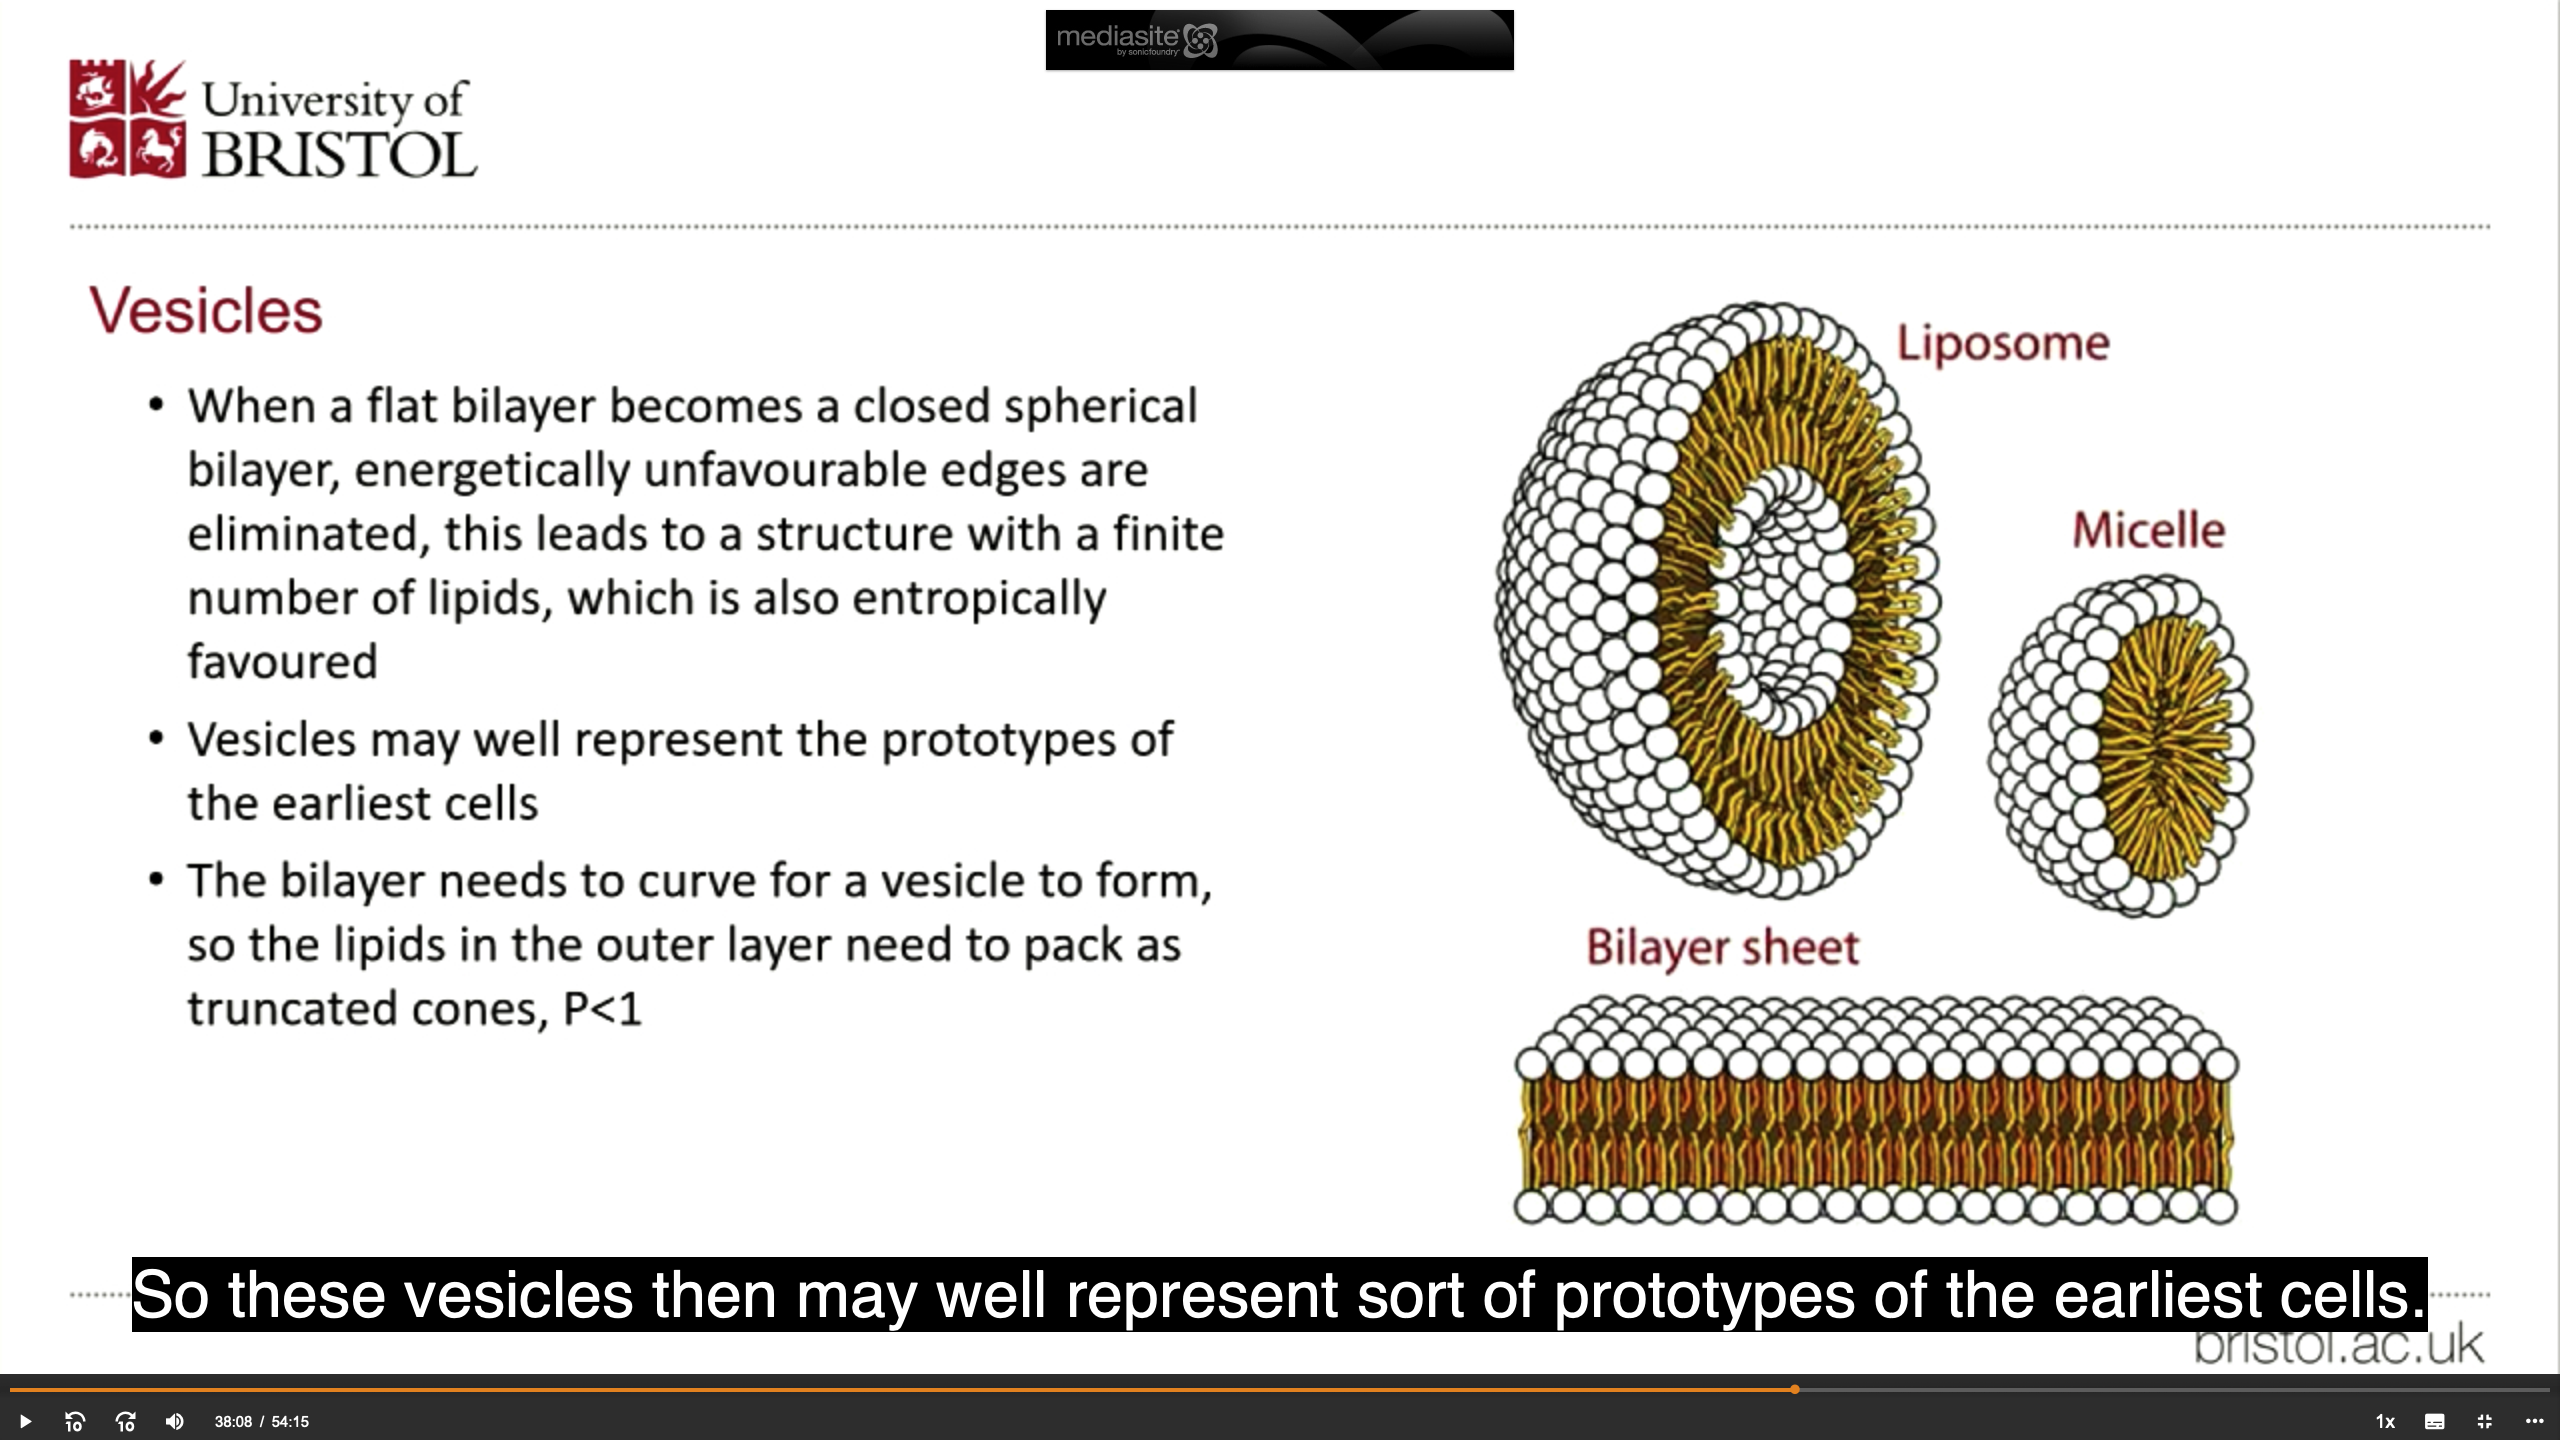 mediasite
by sonicfoundry
University of
BRISTOL
Vesicles
• When a flat bilayer becomes a closed spherical
bilayer, energetically unfavourable edges are
eliminated, this leads to a structure with a finite
number of lipids, which is also entropically
favoured
• Vesicles may well represent the prototypes of
the earliest cells
• The bilayer needs to curve for a vesicle to form,
so the lipids in the outer layer need to pack as
truncated cones, P<1
Liposome
Micelle
Bilayer sheet
So these vesicles then may well represent sort of prototypes of the earliest cells.
bristol.ac.uk
10
10
38:08 / 54:15
1x